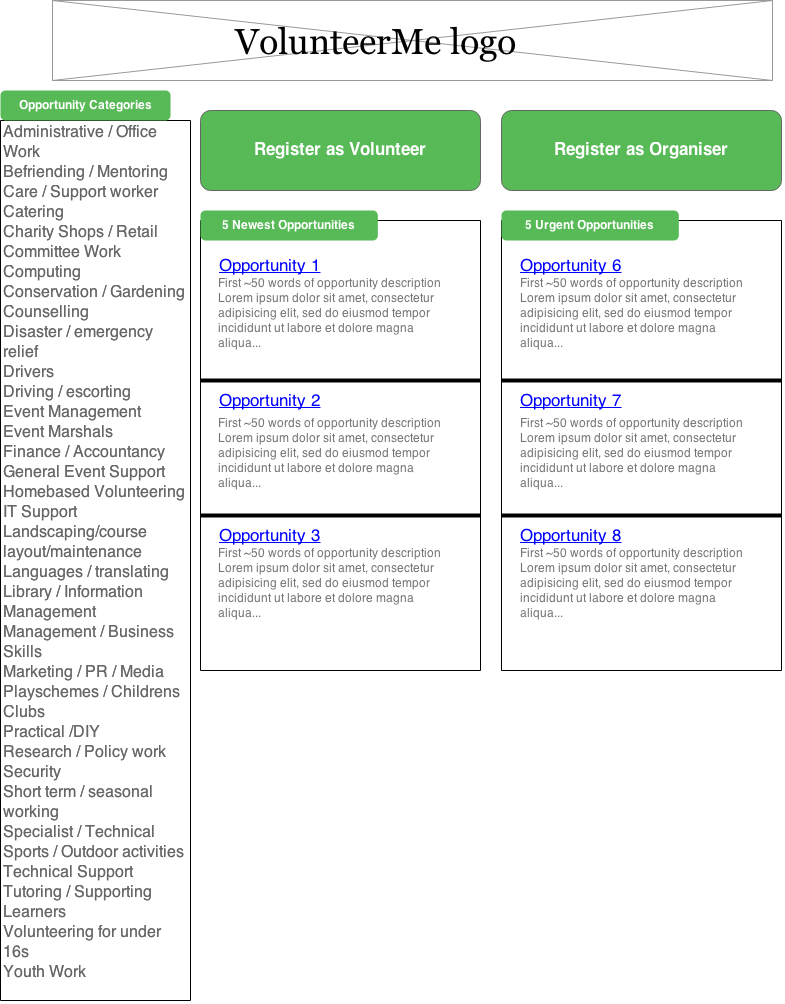 VolunteerMe logo
Opportunity Categories
Administrative / Office
Work
Befriending / Mentoring
Care / Support worker
Catering
Charity Shops / Retail
Committee Work
Computing
Conservation / Gardening
Counselling
Disaster / emergency
relief
Drivers
Driving / escorting
Event Management
Event Marshals
Finance / Accountancy
General Event Support
Homebased Volunteering
IT Support
Landscaping/course
layout/maintenance
Languages / translating
Library / Information
Management
Management / Business
Skills
Marketing / PR / Media
Playschemes / Childrens
Clubs
Practical /DIY
Research / Policy work
Security
Short term / seasonal
working
Specialist / Technical
Sports / Outdoor activities
Technical Support
Tutoring / Supporting
Learners
Volunteering for under
16s
Youth Work
Register as Volunteer
5 Newest Opportunities
Opportunity 1
First ~50 words of opportunity description
Lorem ipsum dolor sit amet, consectetur
adipisicing elit, sed do eiusmod tempor
incididunt ut labore et dolore magna
aliqua...
Opportunity 2
First ~50 words of opportunity description
Lorem ipsum dolor sit amet, consectetur
adipisicing elit, sed do eiusmod tempor
incididunt ut labore et dolore magna
aliqua...
Opportunity 3
First ~50 words of opportunity description
Lorem ipsum dolor sit amet, consectetur
adipisicing elit, sed do eiusmod tempor
incididunt ut labore et dolore magna
aliqua...
Register as Organiser
5 Urgent Opportunities
Opportunity 6
First ~50 words of opportunity description
Lorem ipsum dolor sit amet, consectetur
adipisicing elit, sed do eiusmod tempor
incididunt ut labore et dolore magna
aliqua...
Opportunity 7
First ~50 words of opportunity description
Lorem ipsum dolor sit amet, consectetur
adipisicing elit, sed do eiusmod tempor
incididunt ut labore et dolore magna
aliqua...
Opportunity 8
First ~50 words of opportunity description
Lorem ipsum dolor sit amet, consectetur
adipisicing elit, sed do eiusmod tempor
incididunt ut labore et dolore magna
aliqua...